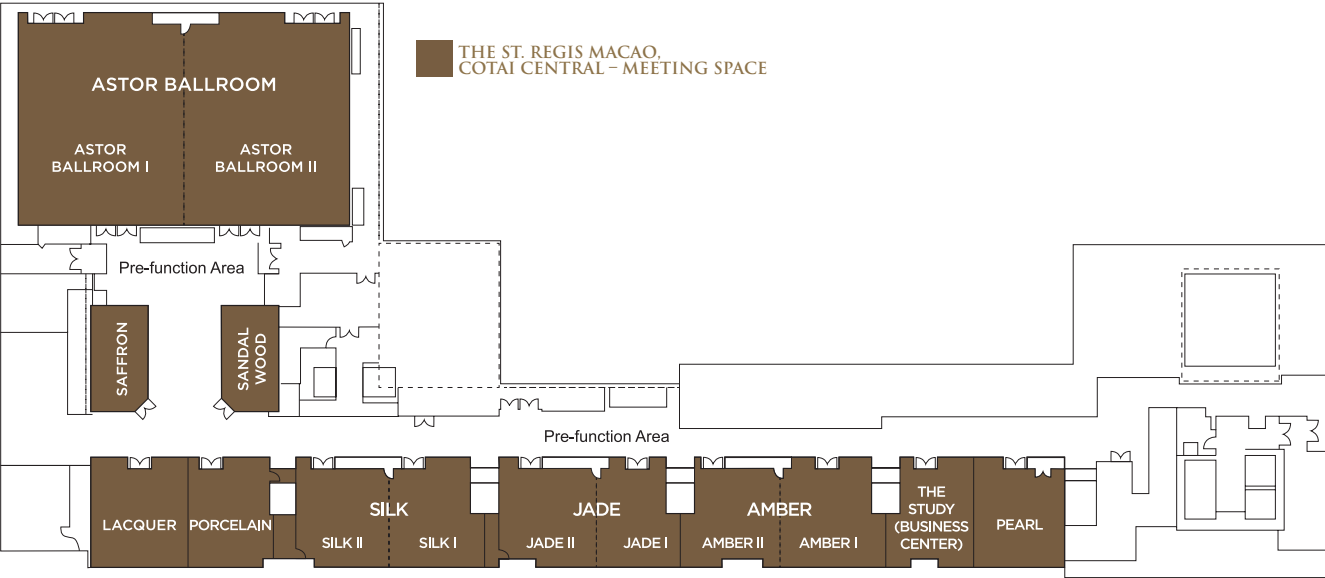 THE ST. REGIS MACAO,
COTAI CENTRAL – MEETING SPACE
ASTOR BALLROOM
ASTOR
BALLROOM I
ASTOR
BALLROOM II
Pre-function Area
SAFFRON
SANDAL
WOOD
Pre-function Area
LACQUER
PORCELAIN
SILK
SILK II
SILK I
JADE
JADE II
JADE I
AMBER
AMBER II
AMBER I
THE
STUDY
(BUSINESS
CENTER)
PEARL